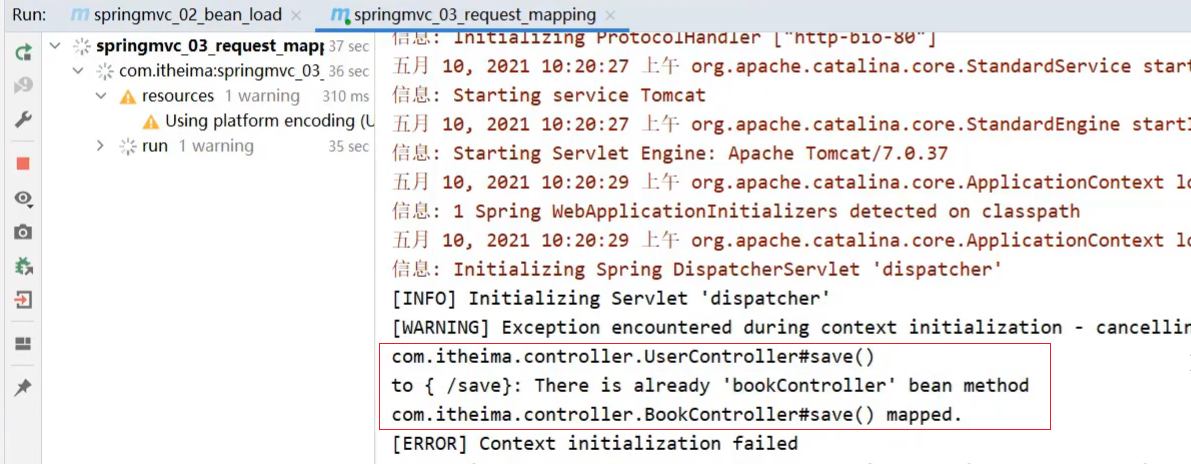 Run: springmvc_02_bean_load × springmvc_03_request_mapping ×
springmvc_03_request_mapp 37 sec
com.itheima:springmvc_03_ 36 sec
resources 1 warning 310 ms
Using platform encoding (U
run 1 warning 35 sec
信息: Initializing ProtocolHandler ["http-bio-80"]
五月 10, 2021 10:20:27 上午 org.apache.catalina.core.StandardService start
信息: Starting service Tomcat
五月 10, 2021 10:20:27 上午 org.apache.catalina.core.StandardEngine start
信息: Starting Servlet Engine: Apache Tomcat/7.0.37
五月 10, 2021 10:20:29 上午 org.apache.catalina.core.ApplicationContext lo
信息: 1 Spring WebApplicationInitializers detected on classpath
五月 10, 2021 10:20:29 上午 org.apache.catalina.core.ApplicationContext lo
信息: Initializing Spring DispatcherServlet 'dispatcher'
[INFO] Initializing Servlet 'dispatcher'
[WARNING] Exception encountered during context initialization - cancellin
com.itheima.controller.UserController#save()
to { /save}: There is already 'bookController' bean method
com.itheima.controller.BookController#save() mapped.
[ERROR] Context initialization failed